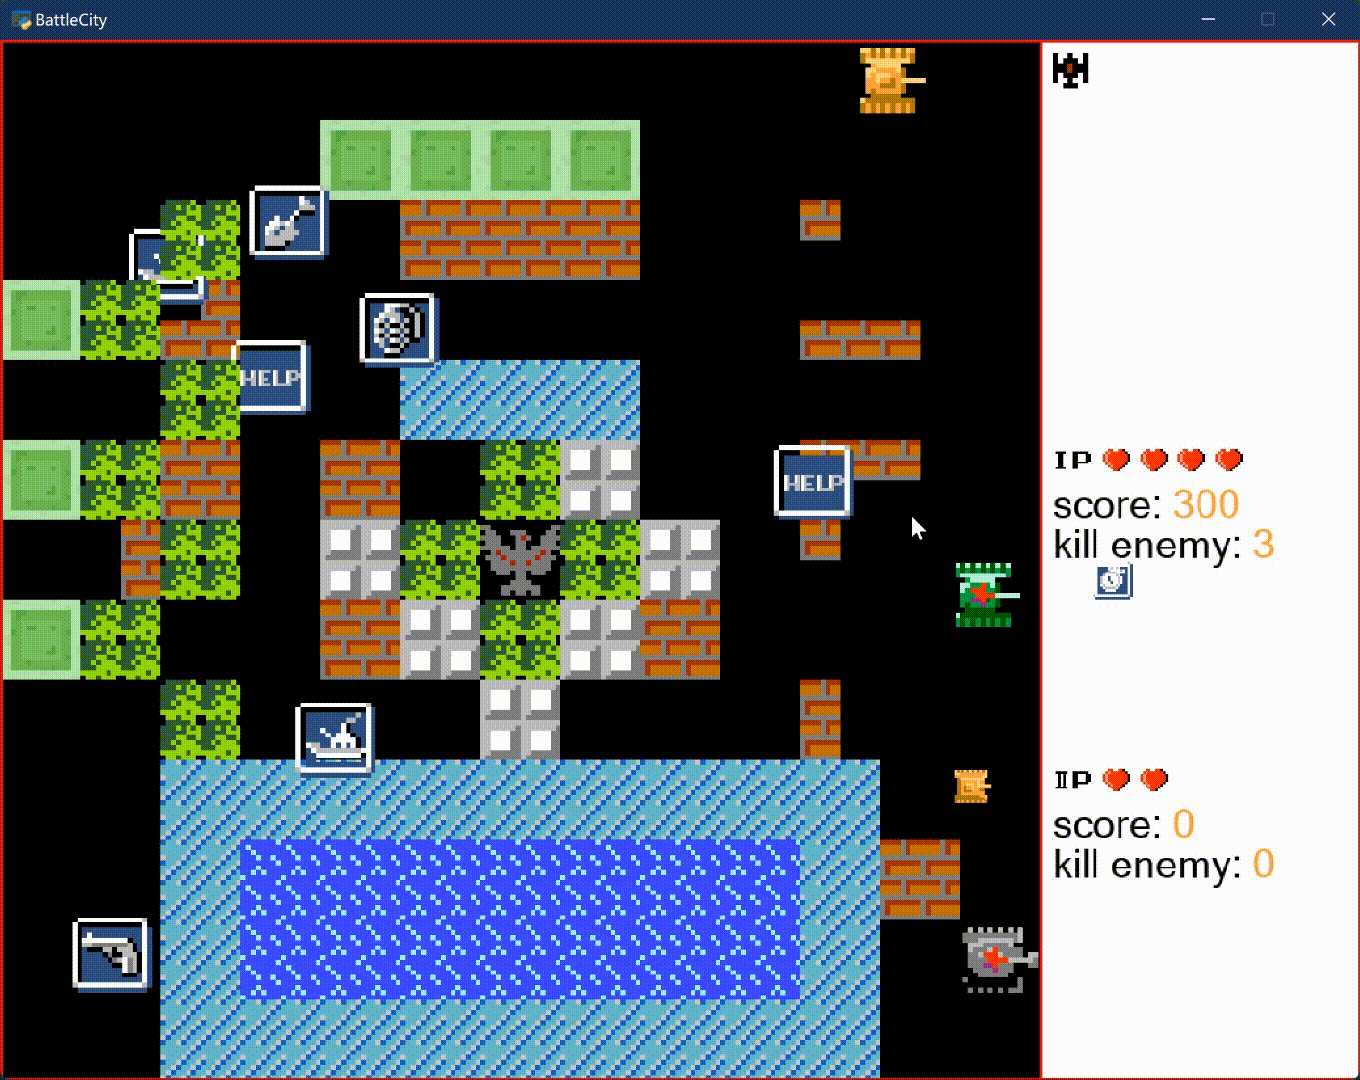 BattleCity
HELP
HELP
IP
score: 300
kill enemy: 3
IIP
score: 0
kill enemy: 0